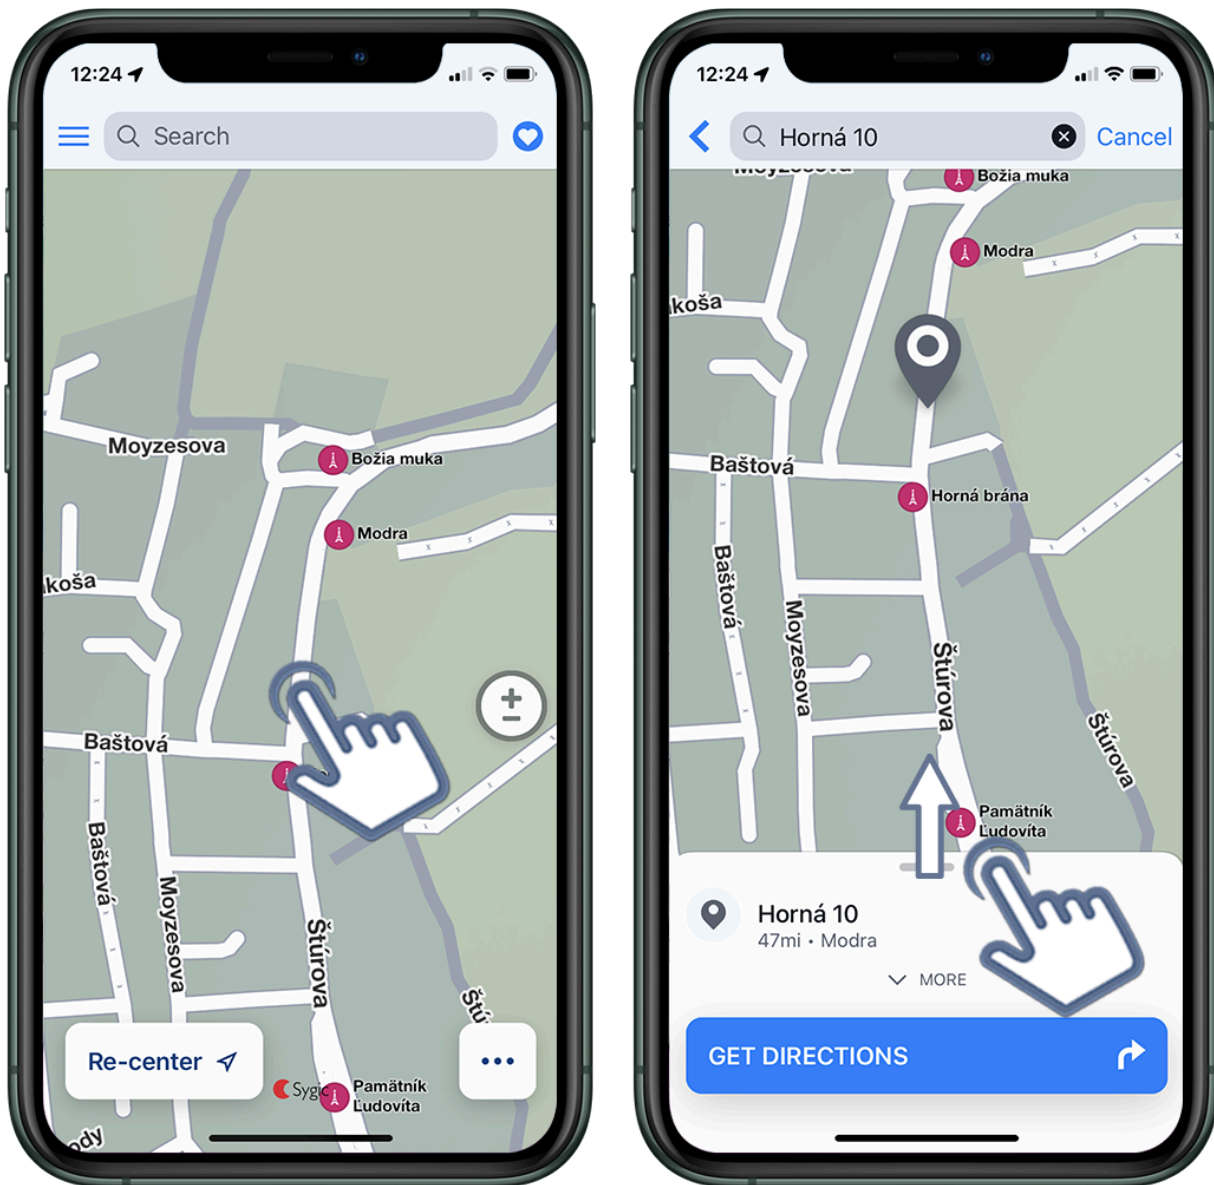 12:24
Search
Moyzesova
Božia muka
Modra
koša
Baštová
Baštová
Moyzesova
Štúrova
Štú
Re-center
Sygic
Pamätník
Ľudovíta
ody
12:24
Horná 10
Cancel
Moyzesova
Božia muka
Modra
koša
Baštová
Horná brána
Baštová
Moyzesova
Štúrova
Štúrova
Pamätník
Ľudovíta
Horná 10
47mi • Modra
MORE
GET DIRECTIONS